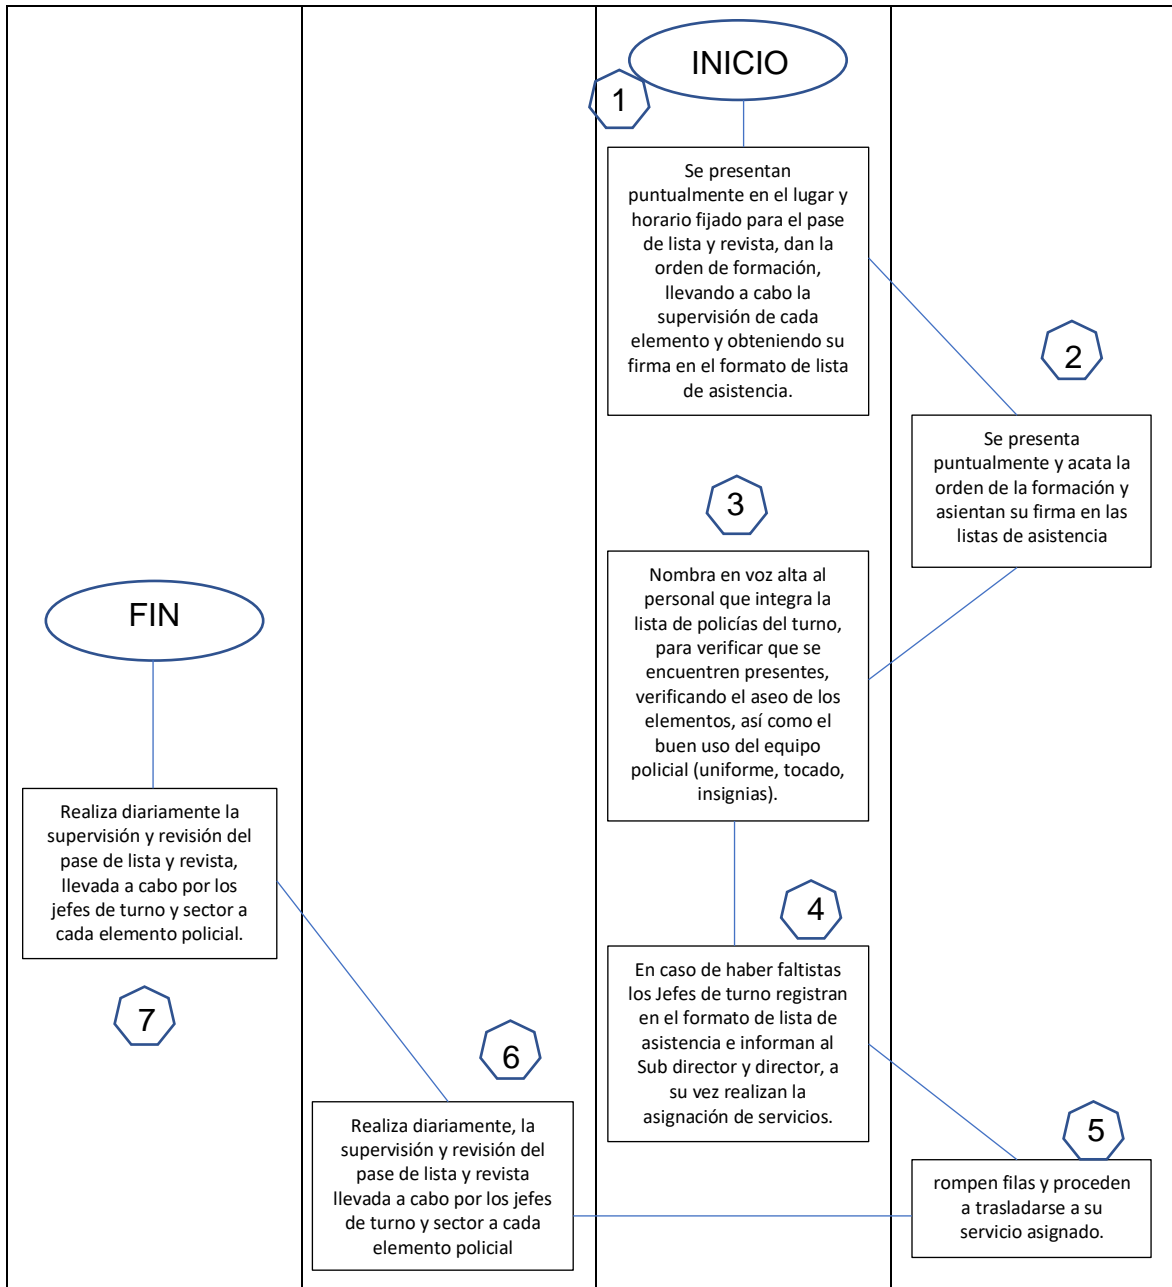 INICIO
1
Se presentan
puntualmente en el lugar y
horario fijado para el pase
de lista y revista, dan la
orden de formación,
llevando a cabo la
supervisión de cada
elemento y obteniendo su
firma en el formato de lista
de asistencia.
2
Se presenta
puntualmente y acata la
orden de la formación y
asientan su firma en las
listas de asistencia
3
Nombra en voz alta al
personal que integra la
lista de policías del turno,
para verificar que se
encuentren presentes,
verificando el aseo de los
elementos, así como el
buen uso del equipo
policial (uniforme, tocado,
insignias).
4
En caso de haber faltistas
los Jefes de turno registran
en el formato de lista de
asistencia e informan al
Sub director y director, a
su vez realizan la
asignación de servicios.
5
rompen filas y proceden
a trasladarse a su
servicio asignado.
6
Realiza diariamente, la
supervisión y revisión del
pase de lista y revista
llevada a cabo por los jefes
de turno y sector a cada
elemento policial
7
Realiza diariamente la
supervisión y revisión del
pase de lista y revista,
llevada a cabo por los
jefes de turno y sector a
cada elemento policial.
FIN